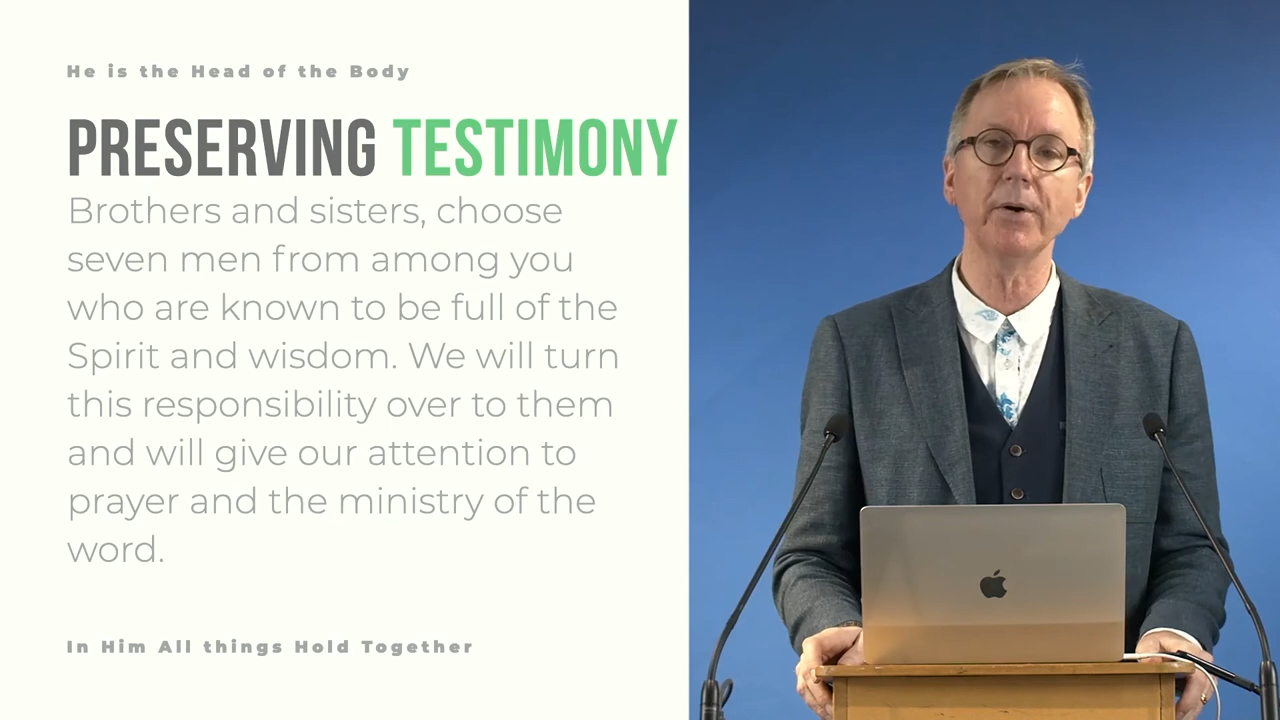 He is the Head of the Body
PRESERVING TESTIMONY
Brothers and sisters, choose
seven men from among you
who are known to be full of the
Spirit and wisdom. We will turn
this responsibility over to them
and will give our attention to
prayer and the ministry of the
word.
In Him All things Hold Together